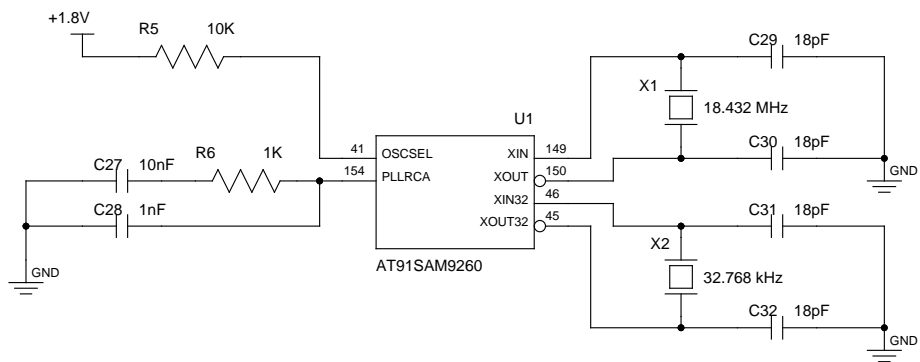 +1.8V
R5 10K
C29 18pF
X1
18.432 MHz
U1
41 OSCSEL XIN 149
C30 18pF
C27 10nF R6 1K
154 PLLRCA XOUT 150
GND
XIN32 46
C28 1nF
XOUT32 45
C31 18pF
X2
GND
AT91SAM9260
32.768 kHz
C32 18pF
GND